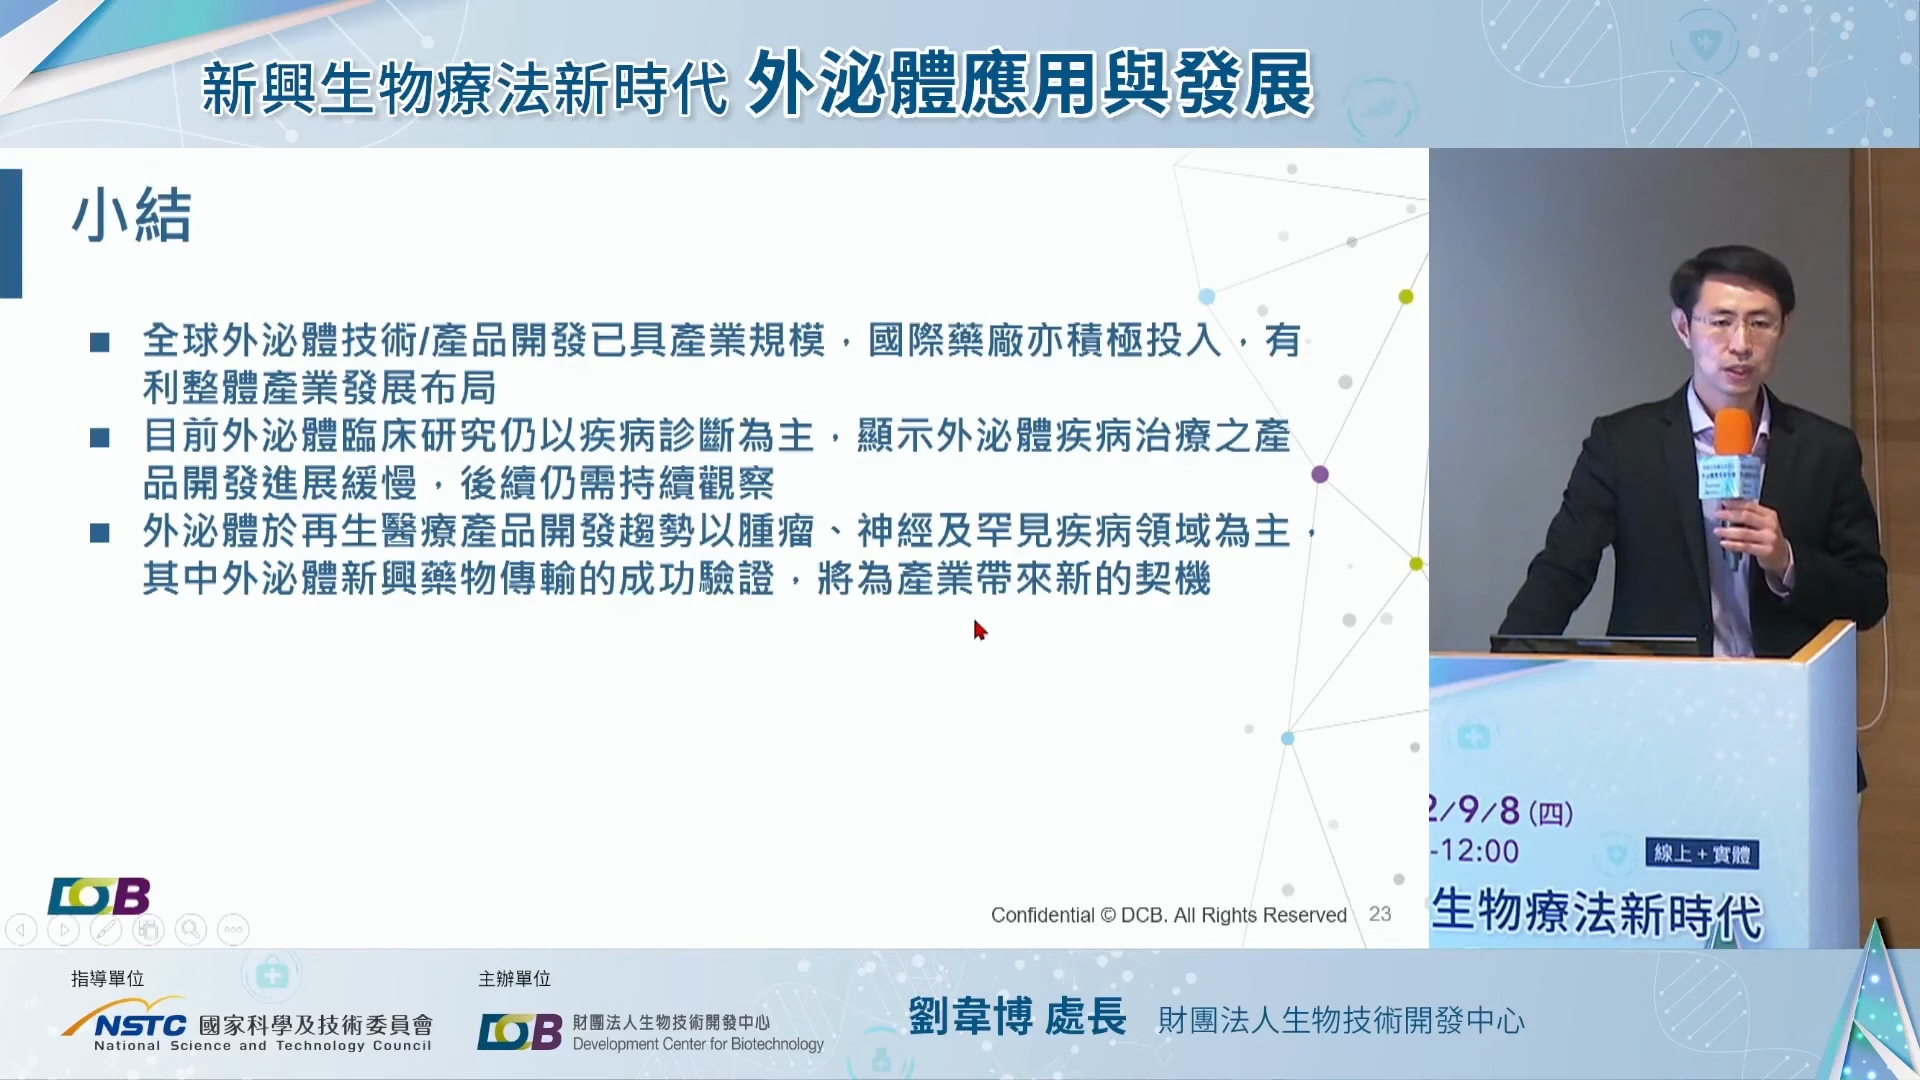 新興生物療法新時代 外泌體應用與發展
小結
■ 全球外泌體技術/產品開發已具產業規模，國際藥廠亦積極投入，有
利整體產業發展布局
■ 目前外泌體臨床研究仍以疾病診斷為主，顯示外泌體疾病治療之產
品開發進展緩慢，後續仍需持續觀察
■ 外泌體於再生醫療產品開發趨勢以腫瘤、神經及罕見疾病領域為主，
其中外泌體新興藥物傳輸的成功驗證，將為產業帶來新的契機
DCB
Confidential © DCB. All Rights Reserved 23
2/9/8(四)
-12:00
線上+實體
生物療法新時代
指導單位
NSTC 國家科學及技術委員會
National Science and Technology Council
主辦單位
DCB 財團法人生物技術開發中心
Development Center for Biotechnology
劉韋博 處長 財團法人生物技術開發中心